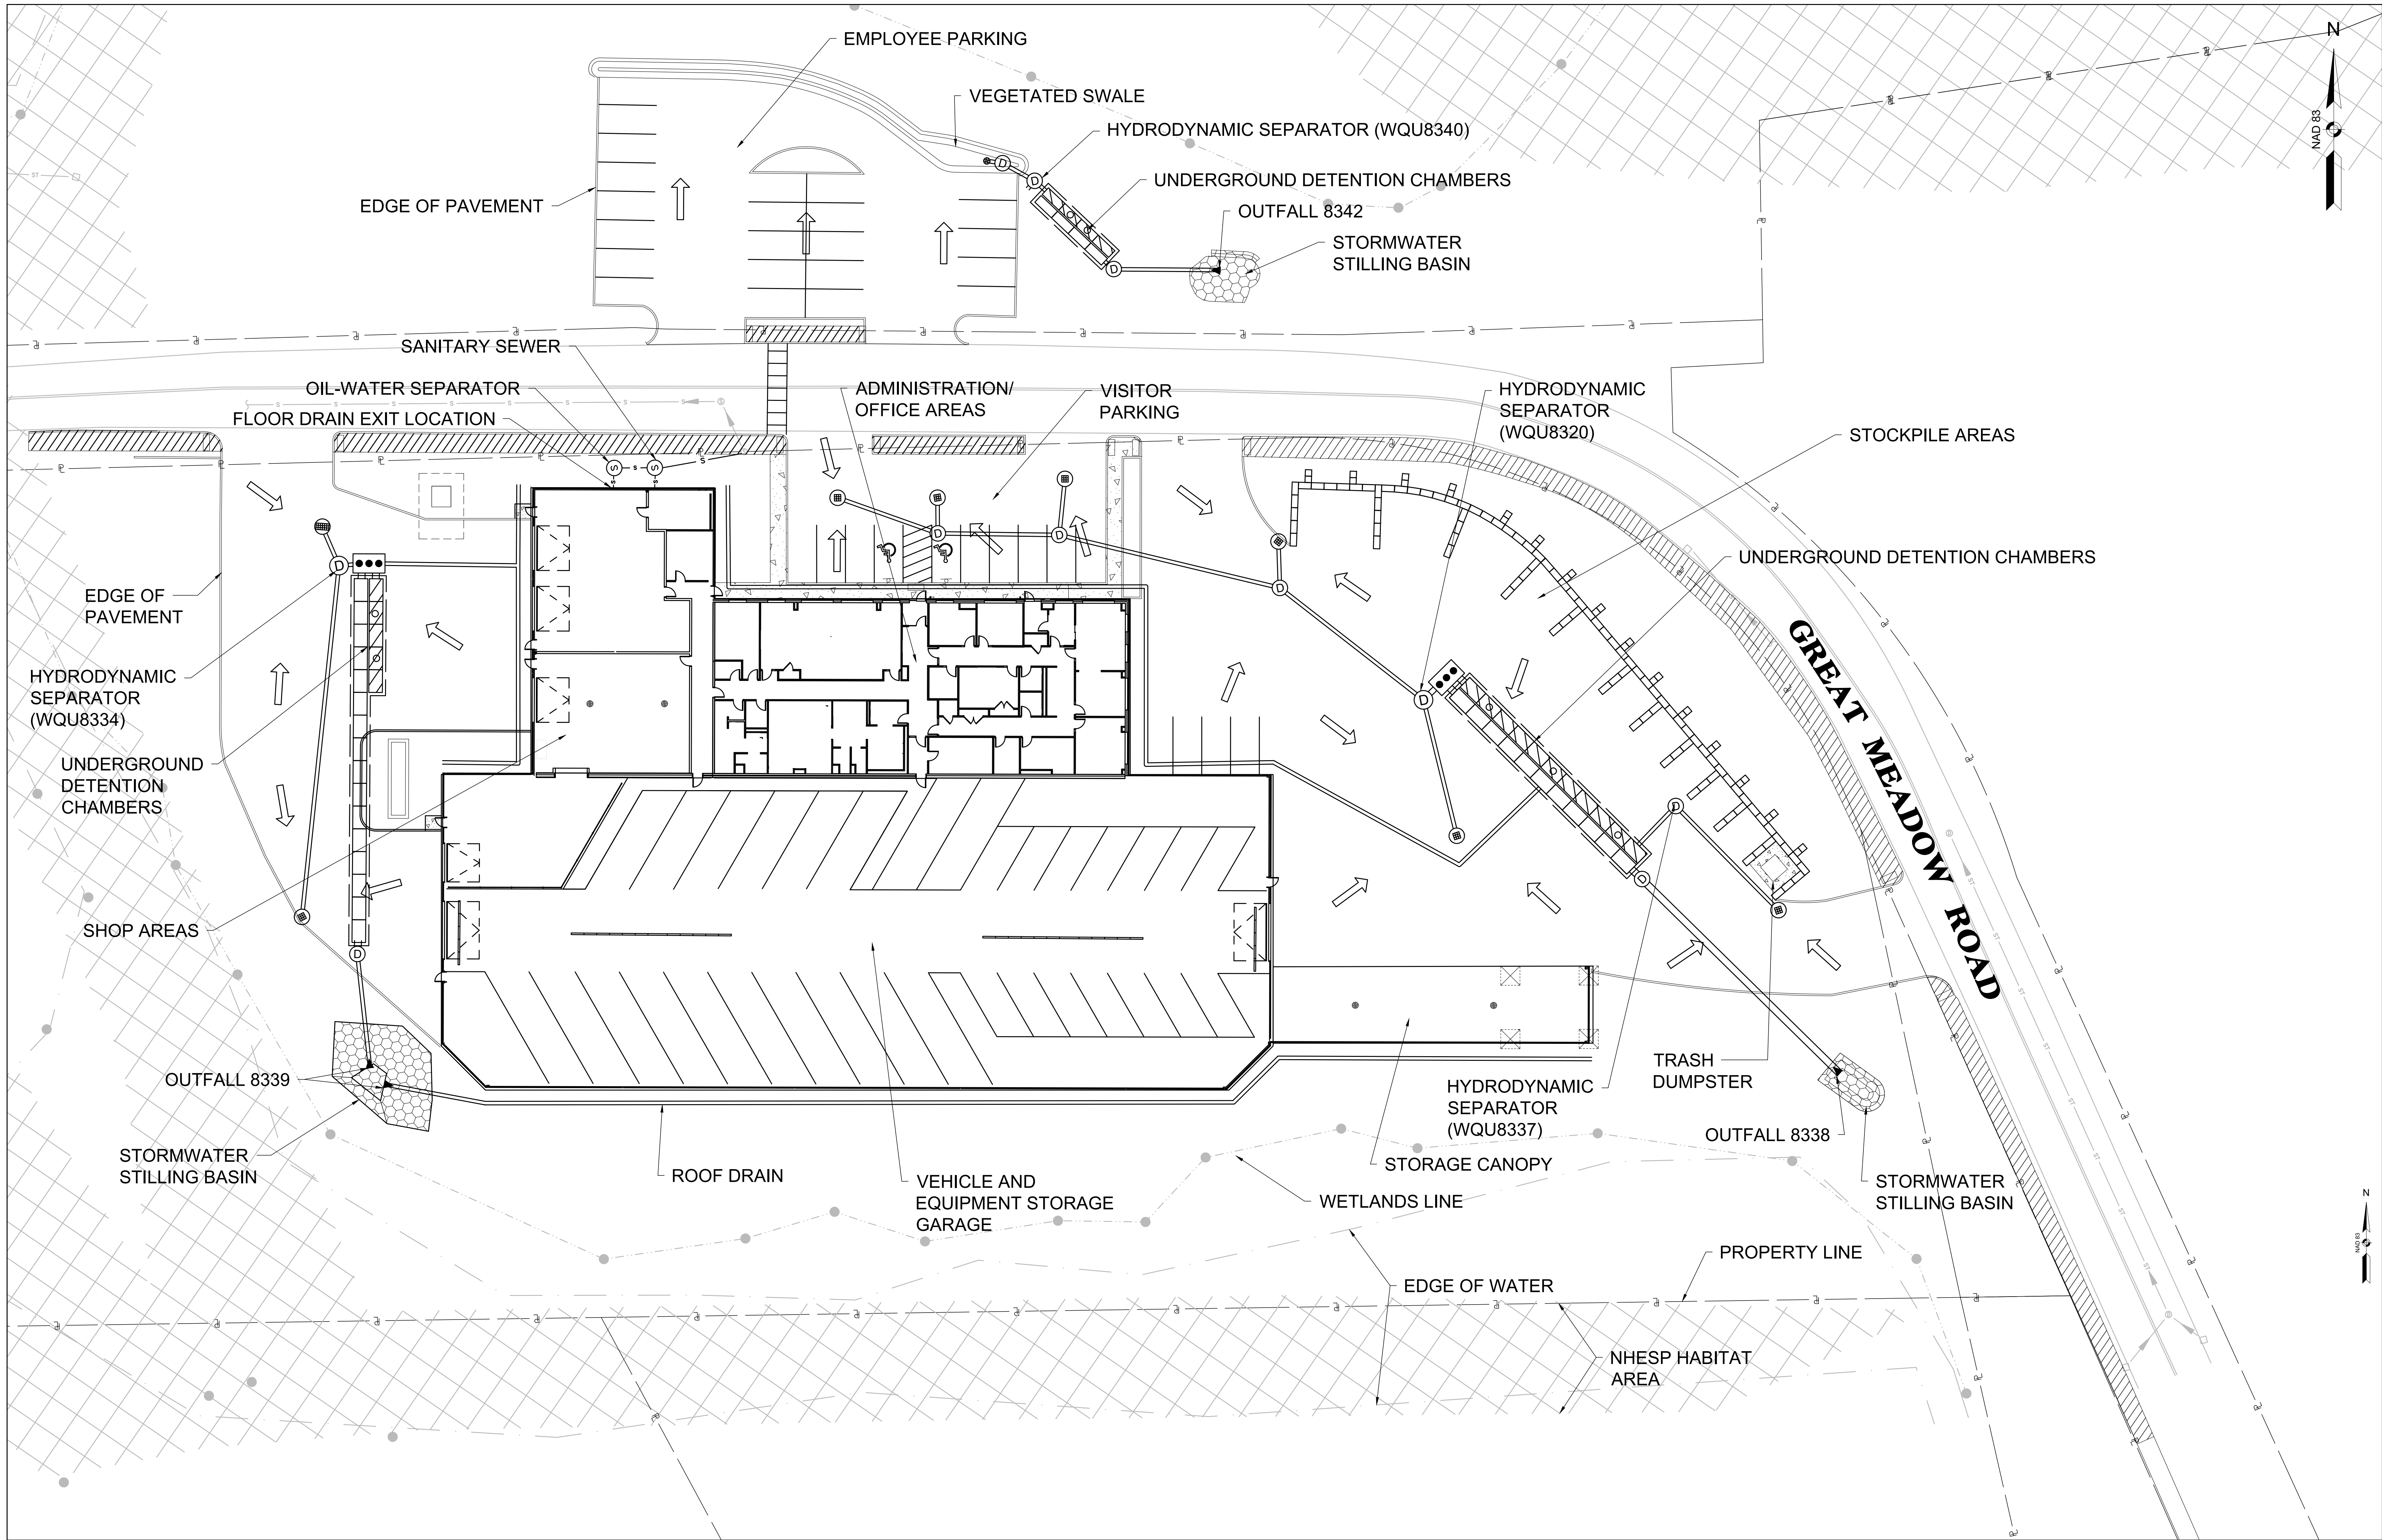 EMPLOYEE PARKING
N
NAD 83
VEGETATED SWALE
HYDRODYNAMIC SEPARATOR (WQU8340)
UNDERGROUND DETENTION CHAMBERS
EDGE OF PAVEMENT
OUTFALL 8342
STORMWATER
STILLING BASIN
SANITARY SEWER
OIL-WATER SEPARATOR
FLOOR DRAIN EXIT LOCATION
ADMINISTRATION/
OFFICE AREAS
VISITOR
PARKING
HYDRODYNAMIC
SEPARATOR
(WQU8320)
STOCKPILE AREAS
UNDERGROUND DETENTION CHAMBERS
EDGE OF
PAVEMENT
HYDRODYNAMIC
SEPARATOR
(WQU8334)
UNDERGROUND
DETENTION
CHAMBERS
GREAT MEADOW ROAD
SHOP AREAS
OUTFALL 8339
STORMWATER
STILLING BASIN
ROOF DRAIN
VEHICLE AND
EQUIPMENT STORAGE
GARAGE
HYDRODYNAMIC
SEPARATOR
(WQU8337)
TRASH
DUMPSTER
OUTFALL 8338
STORAGE CANOPY
WETLANDS LINE
STORMWATER
STILLING BASIN
N
NAD 83
PROPERTY LINE
EDGE OF WATER
NHESP HABITAT
AREA